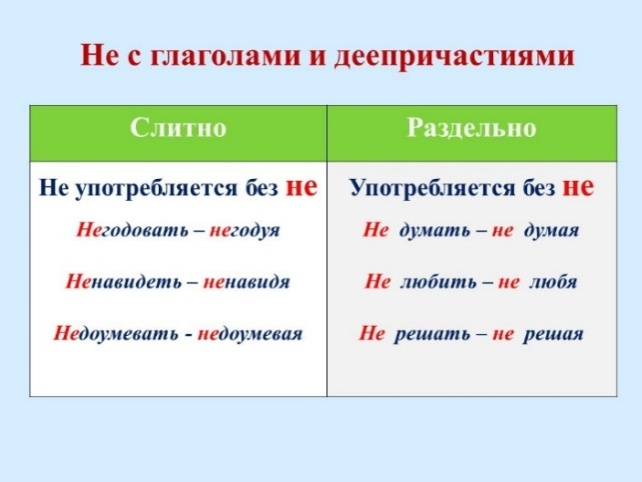 Не с глаголами и деепричастиями
Слитно
Раздельно
Не употребляется без не
Негодовать – негодуя
Ненавидеть – ненавидя
Недоумевать - недоумевая
Употребляется без не
Не думать – не думая
Не любить – не любя
Не решать – не решая